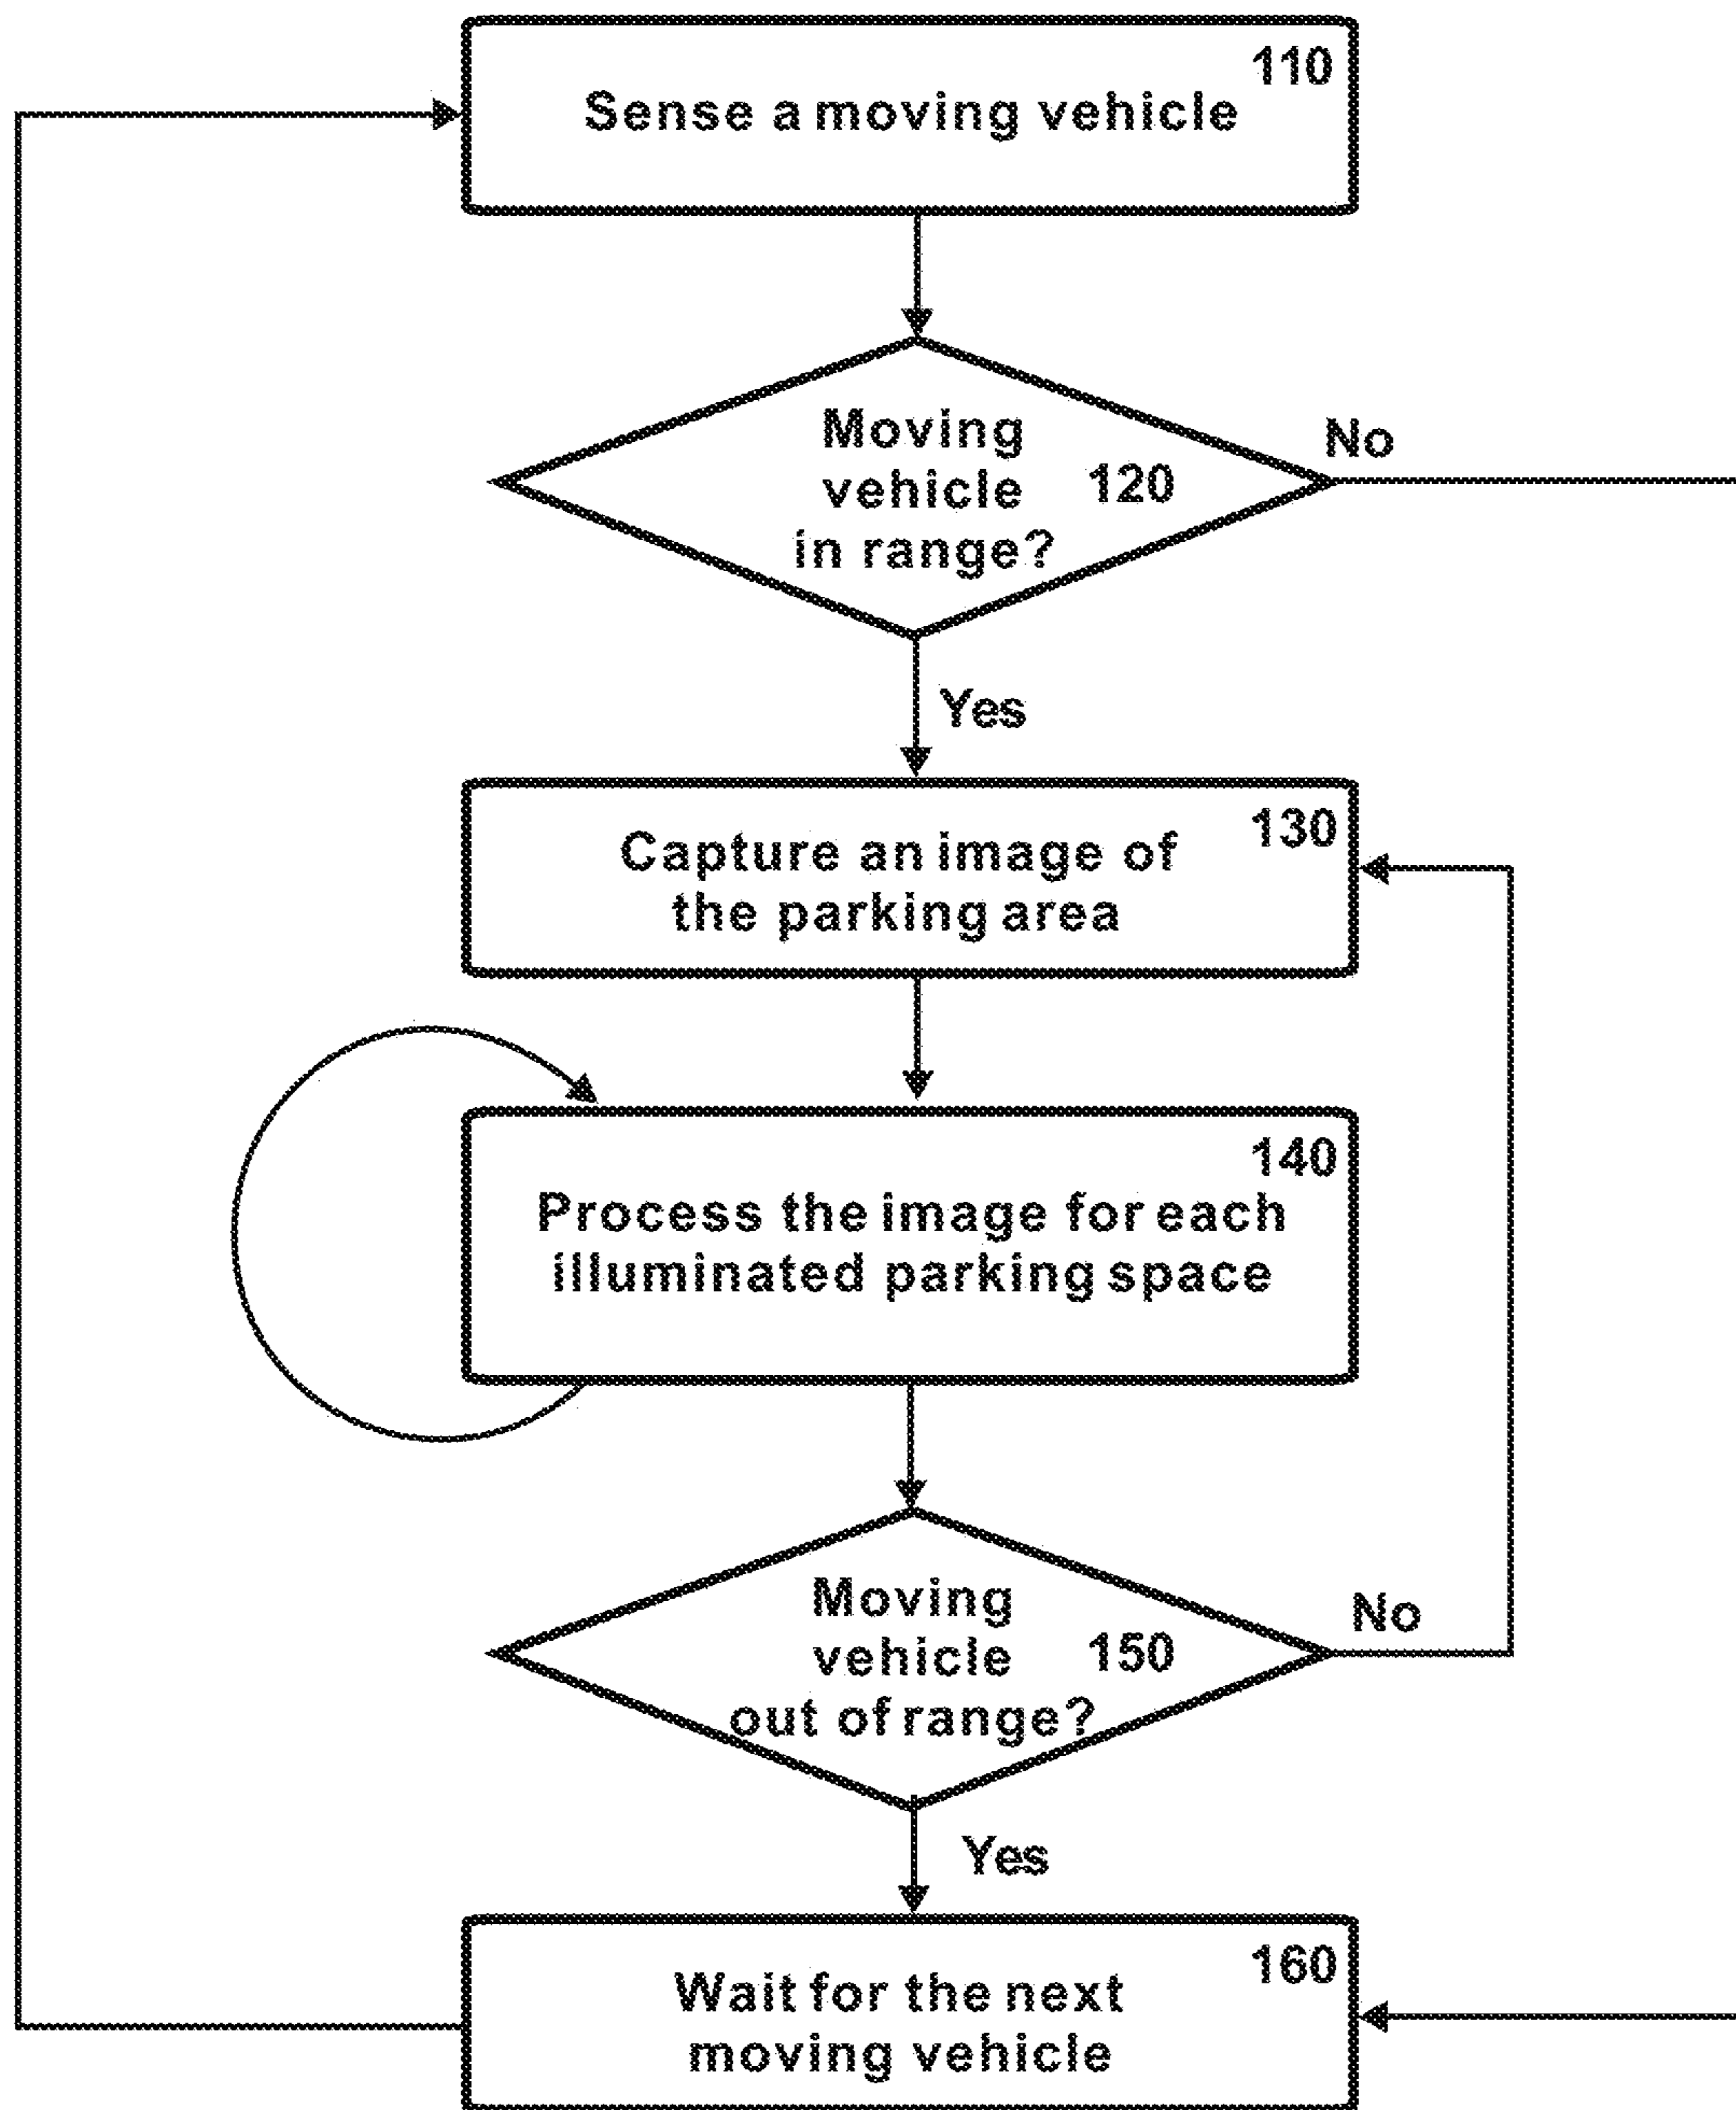 110
Sense a moving vehicle
Moving
vehicle 120
in range?
No
Yes
130
Capture an image of
the parking area
140
Process the image for each
illuminated parking space
Moving
vehicle 150
out of range?
No
Yes
160
Wait for the next
moving vehicle